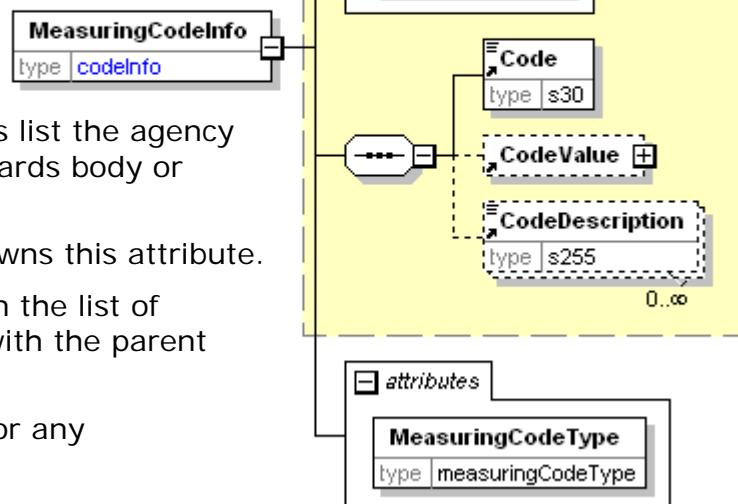 MeasuringCodeInfo
type codeInfo
s list the agency
ards body or
wns this attribute.
n the list of
with the parent
or any
Code
type s30
CodeValue
CodeDescription
type s255
0..∞
attributes
MeasuringCodeType
type measuringCodeType